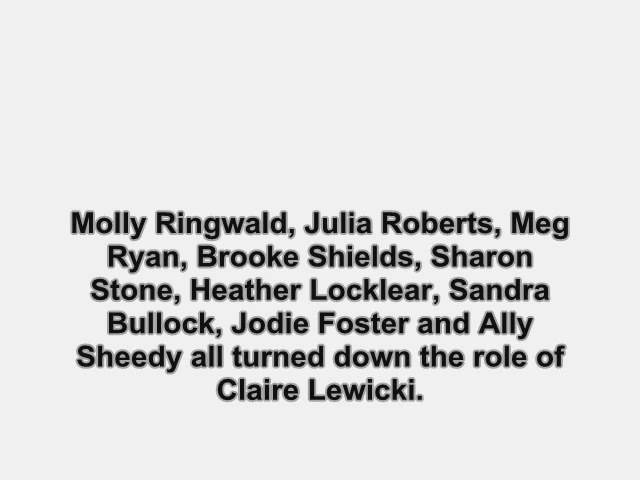 Molly Ringwald, Julia Roberts, Meg
Ryan, Brooke Shields, Sharon
Stone, Heather Locklear, Sandra
Bullock, Jodie Foster and Ally
Sheedy all turned down the role of
Claire Lewicki.